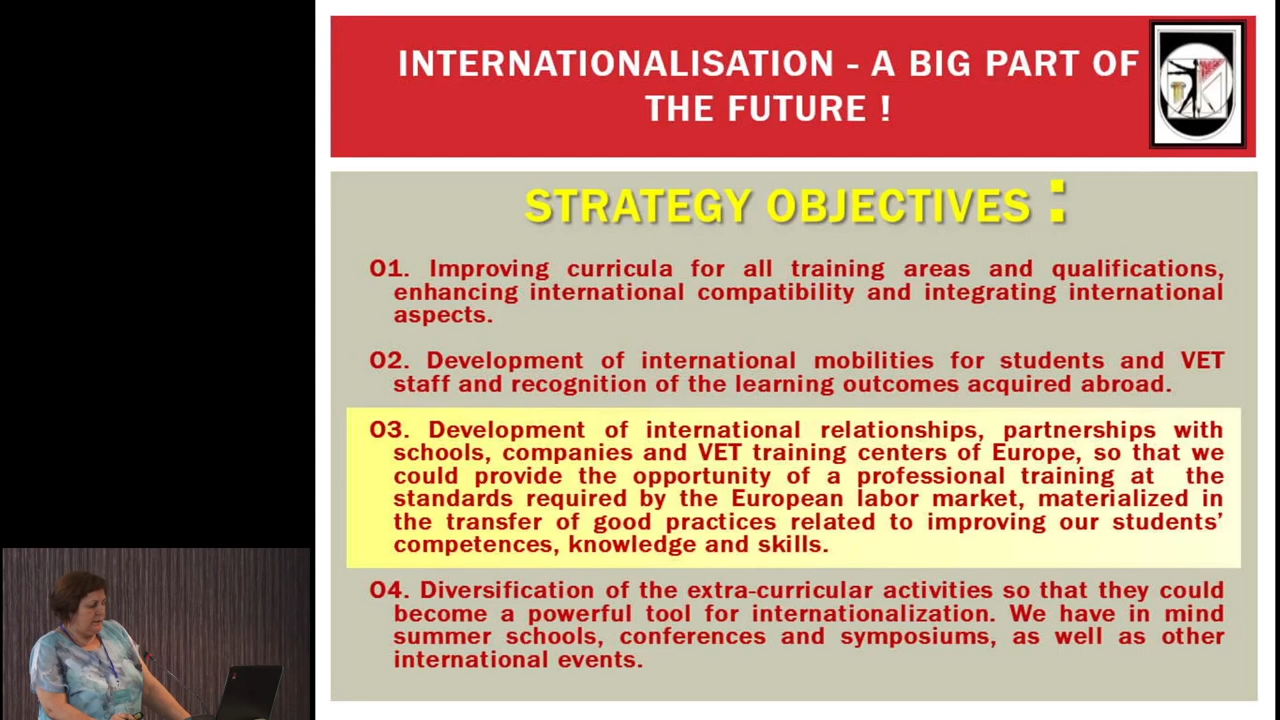 INTERNATIONALISATION - A BIG PART OF
THE FUTURE !
STRATEGY OBJECTIVES :
O1. Improving curricula for all training areas and qualifications,
enhancing international compatibility and integrating international
aspects.
O2. Development of international mobilities for students and VET
staff and recognition of the learning outcomes acquired abroad.
O3. Development of international relationships, partnerships with
schools, companies and VET training centers of Europe, so that we
could provide the opportunity of a professional training at the
standards required by the European labor market, materialized in
the transfer of good practices related to improving our students’
competences, knowledge and skills.
O4. Diversification of the extra-curricular activities so that they could
become a powerful tool for internationalization. We have in mind
summer schools, conferences and symposiums, as well as other
international events.